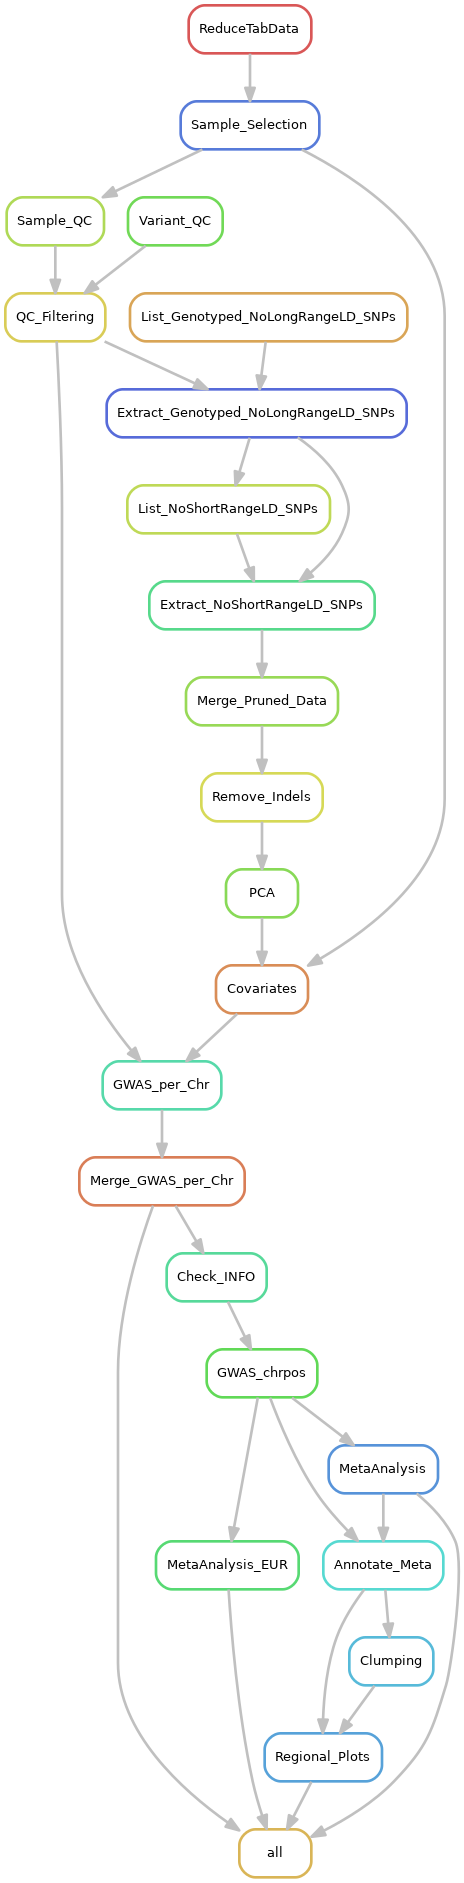 ReduceTabData
Sample_Selection
Sample_QC
Variant_QC
QC_Filtering
List_Genotyped_NoLongRangeLD_SNPs
Extract_Genotyped_NoLongRangeLD_SNPs
List_NoShortRangeLD_SNPs
Extract_NoShortRangeLD_SNPs
Merge_Pruned_Data
Remove_Indels
PCA
Covariates
GWAS_per_Chr
Merge_GWAS_per_Chr
Check_INFO
GWAS_chrpos
MetaAnalysis
MetaAnalysis_EUR
Annotate_Meta
Clumping
Regional_Plots
all